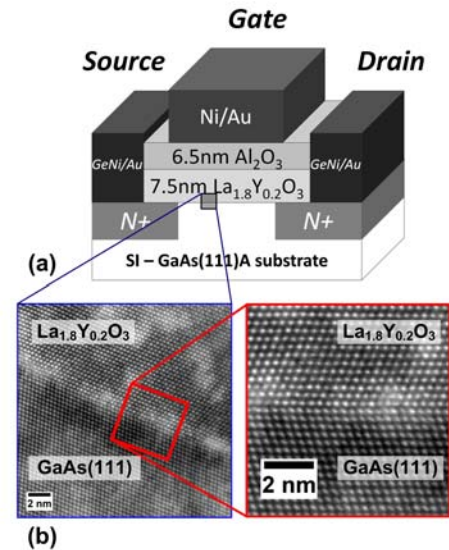 Gate
Source
Drain
Ni/Au
GeNi/Au
GeNi/Au
6.5nm Al₂O₃
7.5nm La₁.₈Y₀.₂O₃
N+
N+
SI – GaAs(111)A substrate
(a)
La₁.₈Y₀.₂O₃
GaAs(111)
2 nm
La₁.₈Y₀.₂O₃
GaAs(111)
2 nm
(b)